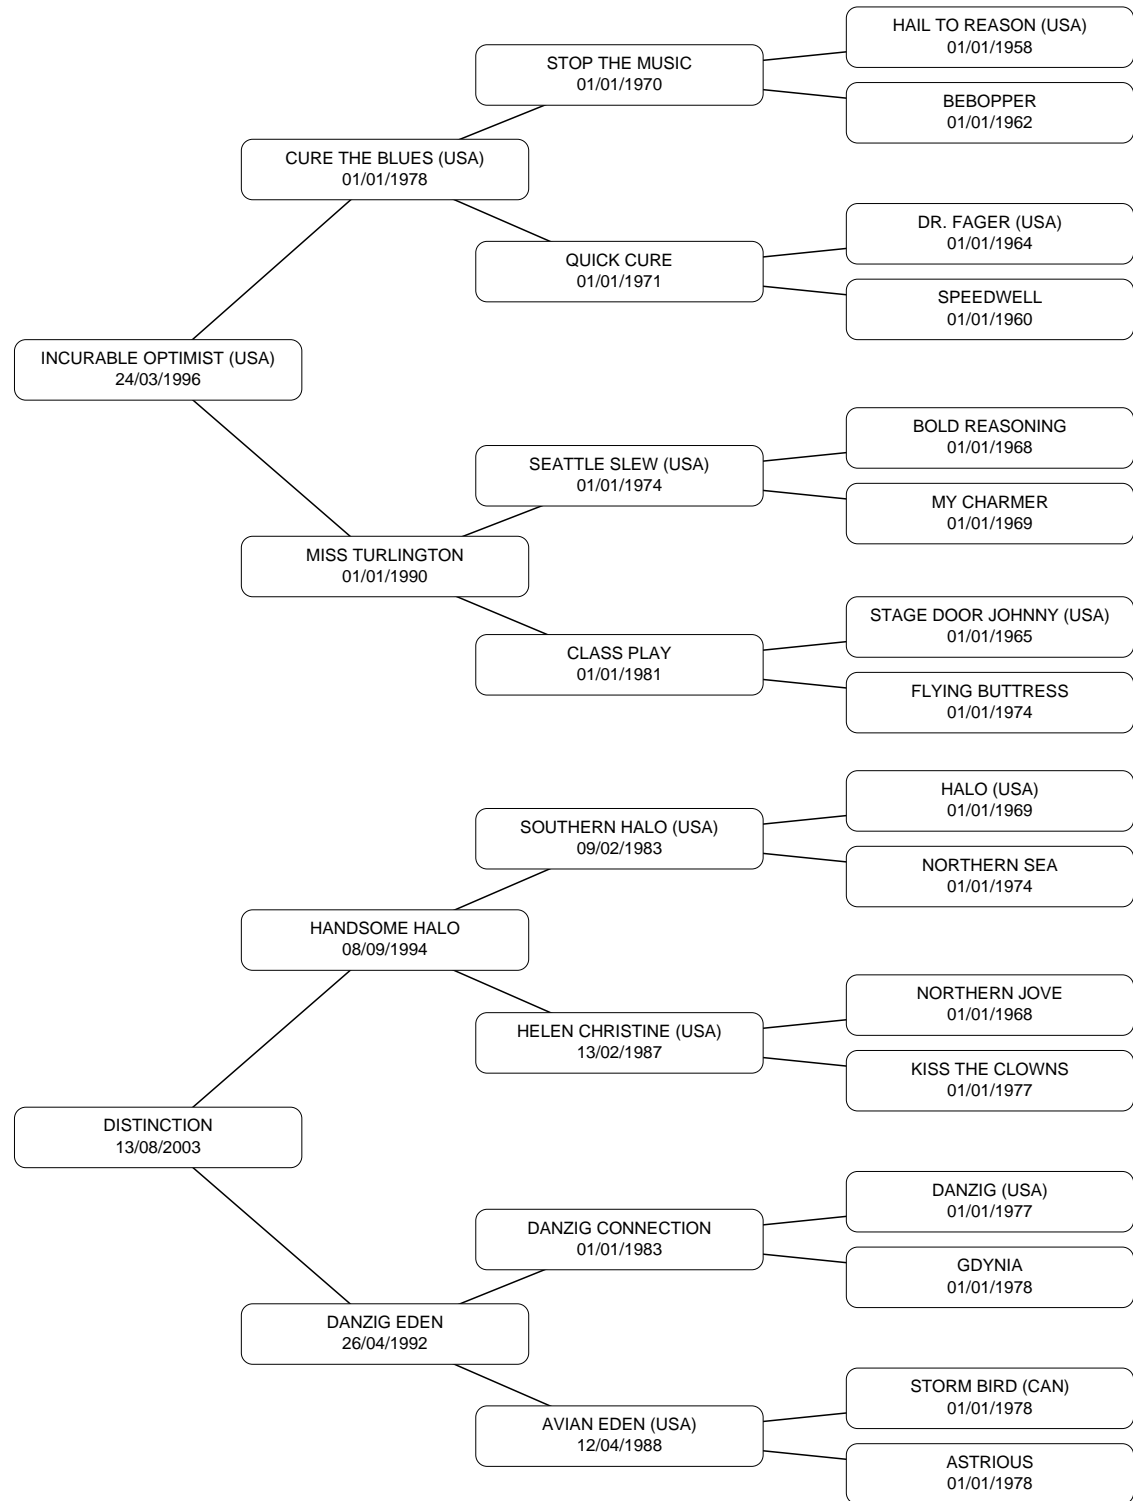 HAIL TO REASON (USA)
01/01/1958
STOP THE MUSIC
01/01/1970
BEBOPPER
01/01/1962
CURE THE BLUES (USA)
01/01/1978
DR. FAGER (USA)
01/01/1964
QUICK CURE
01/01/1971
SPEEDWELL
01/01/1960
INCURABLE OPTIMIST (USA)
24/03/1996
BOLD REASONING
01/01/1968
SEATTLE SLEW (USA)
01/01/1974
MY CHARMER
01/01/1969
MISS TURLINGTON
01/01/1990
STAGE DOOR JOHNNY (USA)
01/01/1965
CLASS PLAY
01/01/1981
FLYING BUTTRESS
01/01/1974
HALO (USA)
01/01/1969
SOUTHERN HALO (USA)
09/02/1983
NORTHERN SEA
01/01/1974
HANDSOME HALO
08/09/1994
NORTHERN JOVE
01/01/1968
HELEN CHRISTINE (USA)
13/02/1987
KISS THE CLOWNS
01/01/1977
DISTINCTION
13/08/2003
DANZIG (USA)
01/01/1977
DANZIG CONNECTION
01/01/1983
GDYNIA
01/01/1978
DANZIG EDEN
26/04/1992
STORM BIRD (CAN)
01/01/1978
AVIAN EDEN (USA)
12/04/1988
ASTRIOUS
01/01/1978